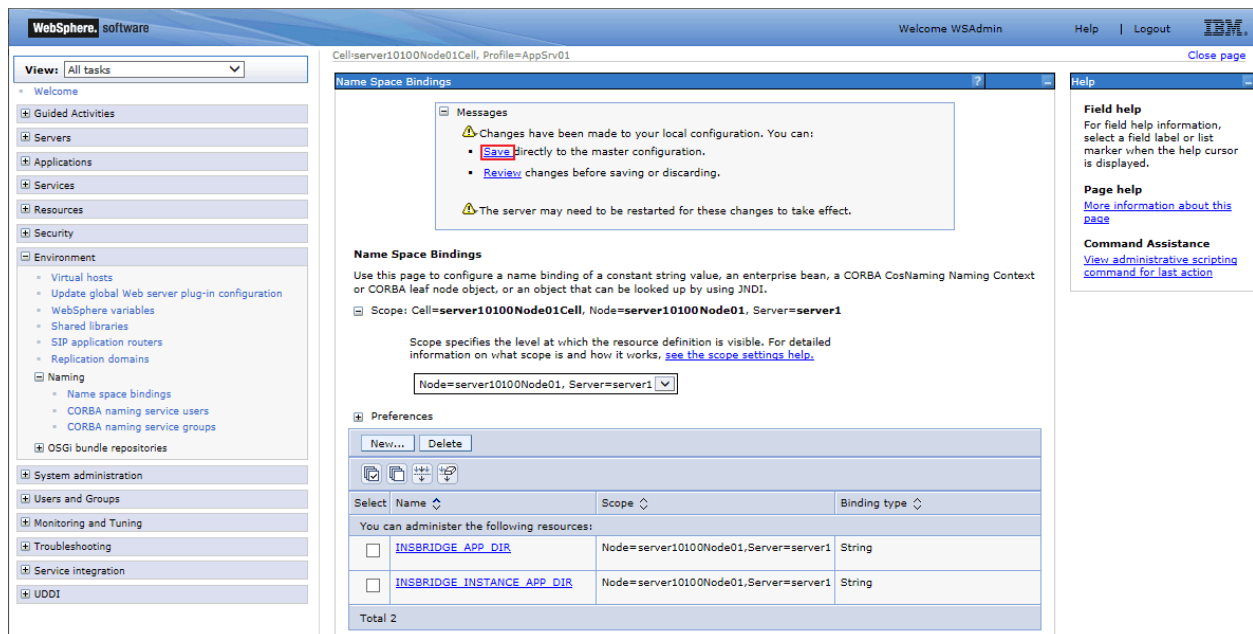 WebSphere. software
Welcome WSAdmin
Help | Logout
IBM.
Cell=server10100Node01Cell, Profile=AppSrv01
Close page
View: All tasks
Welcome
Guided Activities
Servers
Applications
Services
Resources
Security
Environment
Virtual hosts
Update global Web server plug-in configuration
WebSphere variables
Shared libraries
SIP application routers
Replication domains
Naming
Name space bindings
CORBA naming service users
CORBA naming service groups
OSGi bundle repositories
System administration
Users and Groups
Monitoring and Tuning
Troubleshooting
Service integration
UDDI
Name Space Bindings
?
Messages
Changes have been made to your local configuration. You can:
Save directly to the master configuration.
Review changes before saving or discarding.
The server may need to be restarted for these changes to take effect.
Name Space Bindings
Use this page to configure a name binding of a constant string value, an enterprise bean, a CORBA CosNaming Naming Context
or CORBA leaf node object, or an object that can be looked up by using JNDI.
Scope: Cell=server10100Node01Cell, Node=server10100Node01, Server=server1
Scope specifies the level at which the resource definition is visible. For detailed
information on what scope is and how it works, see the scope settings help.
Node=server10100Node01, Server=server1
Preferences
New... Delete
Select Name Scope Binding type
You can administer the following resources:
INSBRIDGE_APP_DIR Node=server10100Node01,Server=server1 String
INSBRIDGE_INSTANCE_APP_DIR Node=server10100Node01,Server=server1 String
Total 2
Help
Field help
For field help information,
select a field label or list
marker when the help cursor
is displayed.
Page help
More information about this
page
Command Assistance
View administrative scripting
command for last action